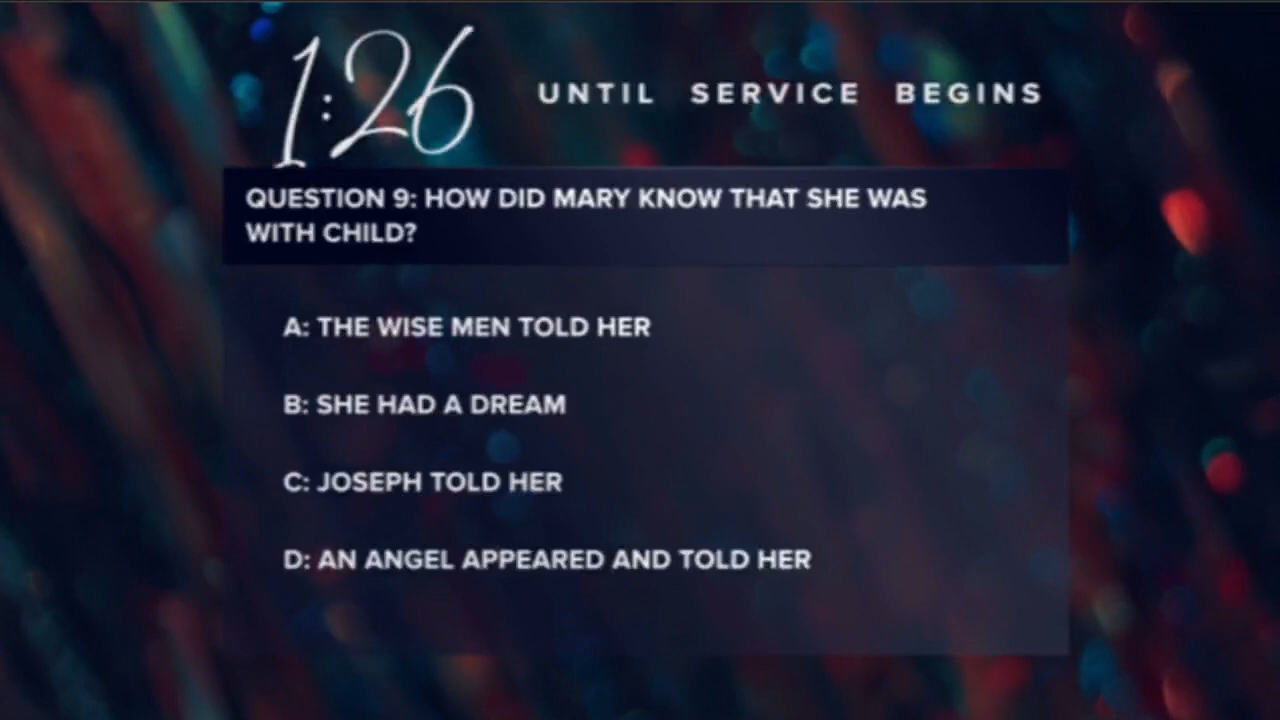 1:26 UNTIL SERVICE BEGINS
QUESTION 9: HOW DID MARY KNOW THAT SHE WAS
WITH CHILD?
A: THE WISE MEN TOLD HER
B: SHE HAD A DREAM
C: JOSEPH TOLD HER
D: AN ANGEL APPEARED AND TOLD HER